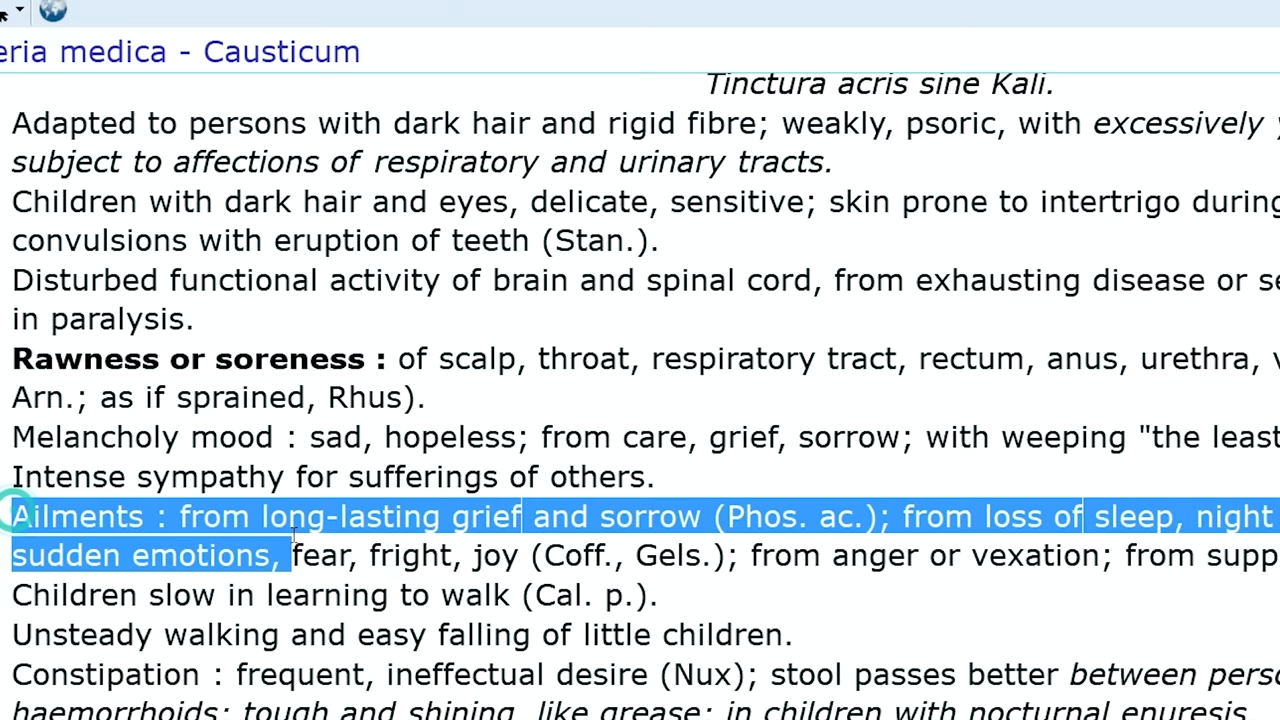 eria medica - Causticum
Tinctura acris sine Kali.
Adapted to persons with dark hair and rigid fibre; weakly, psoric, with excessively
subject to affections of respiratory and urinary tracts.
Children with dark hair and eyes, delicate, sensitive; skin prone to intertrigo during
convulsions with eruption of teeth (Stan.).
Disturbed functional activity of brain and spinal cord, from exhausting disease or
in paralysis.
Rawness or soreness : of scalp, throat, respiratory tract, rectum, anus, urethra,
Arn.; as if sprained, Rhus).
Melancholy mood : sad, hopeless; from care, grief, sorrow; with weeping "the least
Intense sympathy for sufferings of others.
Ailments : from long-lasting grief and sorrow (Phos. ac.); from loss of sleep, night
sudden emotions, fear, fright, joy (Coff., Gels.); from anger or vexation; from supp
Children slow in learning to walk (Cal. p.).
Unsteady walking and easy falling of little children.
Constipation : frequent, ineffectual desire (Nux); stool passes better between perso
haemorrhoids; tough and shining, like grease; in children with nocturnal enuresis.